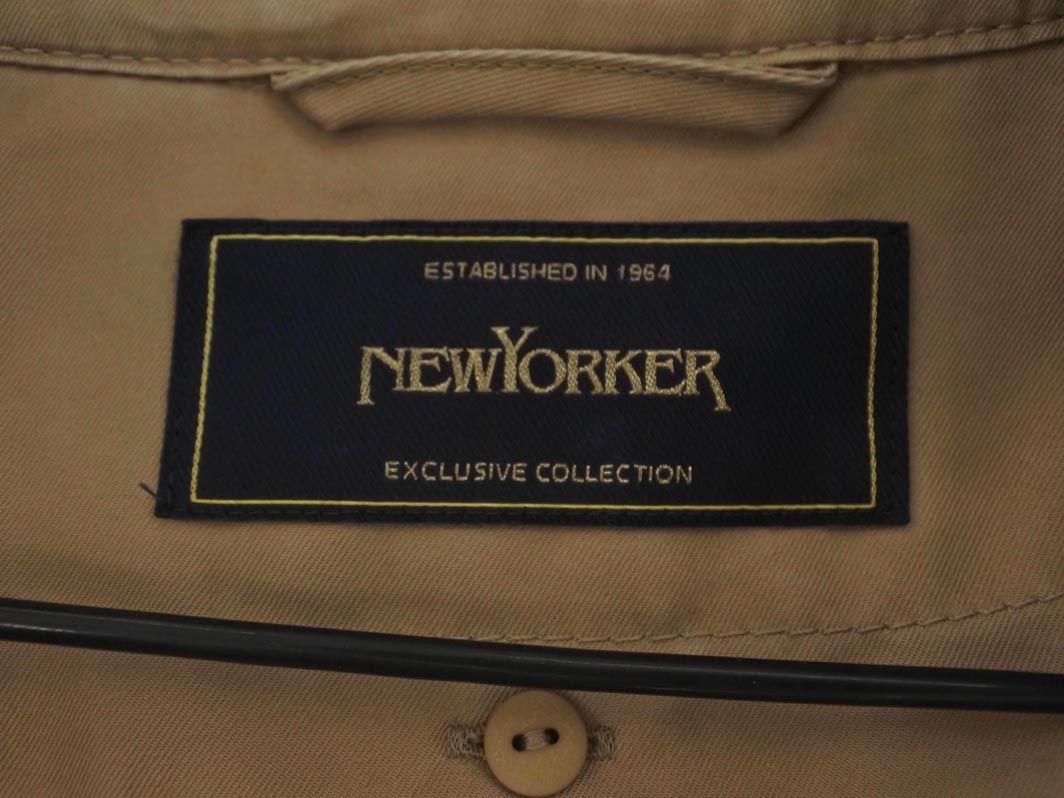 ESTABLISHED IN 1964
NEWYORKER
EXCLUSIVE COLLECTION